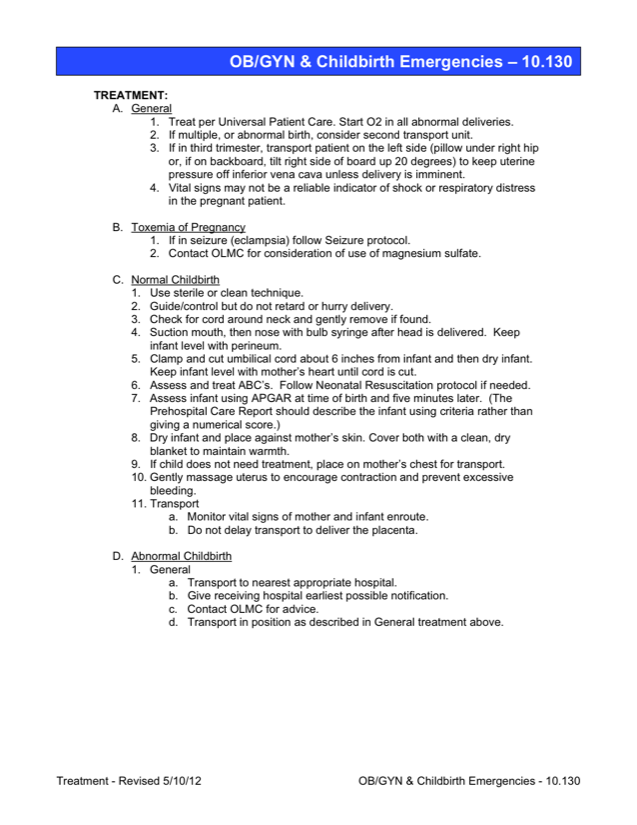 OB/GYN & Childbirth Emergencies – 10.130
TREATMENT:
A. General
1. Treat per Universal Patient Care. Start O2 in all abnormal deliveries.
2. If multiple, or abnormal birth, consider second transport unit.
3. If in third trimester, transport patient on the left side (pillow under right hip
or, if on backboard, tilt right side of board up 20 degrees) to keep uterine
pressure off inferior vena cava unless delivery is imminent.
4. Vital signs may not be a reliable indicator of shock or respiratory distress
in the pregnant patient.
B. Toxemia of Pregnancy
1. If in seizure (eclampsia) follow Seizure protocol.
2. Contact OLMC for consideration of use of magnesium sulfate.
C. Normal Childbirth
1. Use sterile or clean technique.
2. Guide/control but do not retard or hurry delivery.
3. Check for cord around neck and gently remove if found.
4. Suction mouth, then nose with bulb syringe after head is delivered. Keep
infant level with perineum.
5. Clamp and cut umbilical cord about 6 inches from infant and then dry infant.
Keep infant level with mother's heart until cord is cut.
6. Assess and treat ABC's. Follow Neonatal Resuscitation protocol if needed.
7. Assess infant using APGAR at time of birth and five minutes later. (The
Prehospital Care Report should describe the infant using criteria rather than
giving a numerical score.)
8. Dry infant and place against mother's skin. Cover both with a clean, dry
blanket to maintain warmth.
9. If child does not need treatment, place on mother's chest for transport.
10. Gently massage uterus to encourage contraction and prevent excessive
bleeding.
11. Transport
a. Monitor vital signs of mother and infant enroute.
b. Do not delay transport to deliver the placenta.
D. Abnormal Childbirth
1. General
a. Transport to nearest appropriate hospital.
b. Give receiving hospital earliest possible notification.
c. Contact OLMC for advice.
d. Transport in position as described in General treatment above.
Treatment - Revised 5/10/12 OB/GYN & Childbirth Emergencies - 10.130